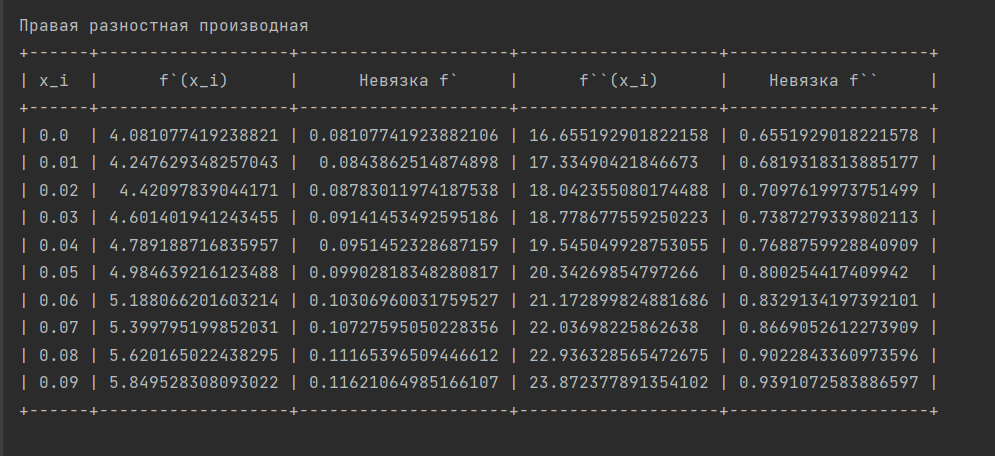 Правая разностная производная
+------+-------------------+---------------------+-------------------+--------------------+
| x_i | f`(x_i) | Невязка f` | f``(x_i) | Невязка f`` |
+------+-------------------+---------------------+-------------------+--------------------+
| 0.0 | 4.081077419238821 | 0.08107741923882106 | 16.655192901822158 | 0.6551929018221578 |
| 0.01 | 4.247629348257043 | 0.0843862514874898 | 17.33490421846673 | 0.6819318313885177 |
| 0.02 | 4.42097839044171 | 0.08783011974187538 | 18.042355080174488 | 0.7097619973751499 |
| 0.03 | 4.601401941243455 | 0.09141453492595186 | 18.778677559250223 | 0.7387279339802113 |
| 0.04 | 4.789188716835957 | 0.0951452328687159 | 19.545049928753055 | 0.7688759928840909 |
| 0.05 | 4.984639216123488 | 0.09902818348280817 | 20.34269854797266 | 0.800254417409942 |
| 0.06 | 5.188066201603214 | 0.10306960031759527 | 21.172899824881686 | 0.8329134197392101 |
| 0.07 | 5.399795199852031 | 0.10727595050228356 | 22.03698225862638 | 0.8669052612273909 |
| 0.08 | 5.620165022438295 | 0.11165396509446612 | 22.936328565472675 | 0.9022843360973596 |
| 0.09 | 5.849528308093022 | 0.11621064985166107 | 23.872377891354102 | 0.9391072583886597 |
+------+-------------------+---------------------+-------------------+--------------------+